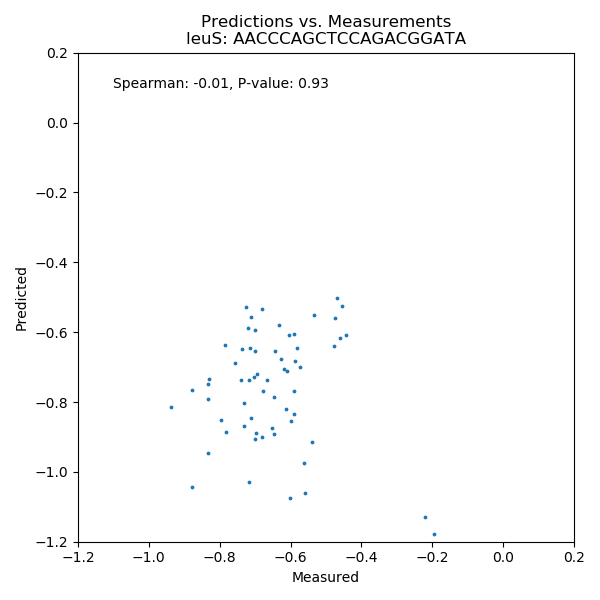 Predictions vs. Measurements
leuS: AACCCAGCTCCAGACGGATA
0.2
Spearman: -0.01, P-value: 0.93
0.0
−0.2
−0.4
−0.6
−0.8
−1.0
−1.2
Predicted
−1.2 −1.0 −0.8 −0.6 −0.4 −0.2 0.0 0.2
Measured